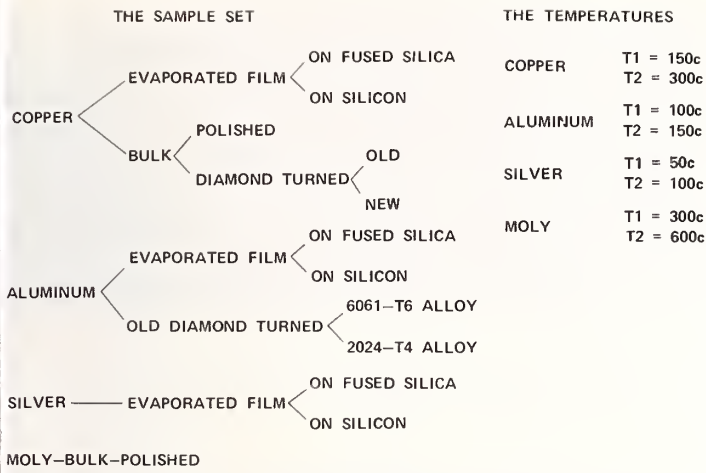 THE SAMPLE SET
COPPER
EVAPORATED FILM
ON FUSED SILICA
ON SILICON
BULK
POLISHED
DIAMOND TURNED
OLD
NEW
ALUMINUM
EVAPORATED FILM
ON FUSED SILICA
ON SILICON
OLD DIAMOND TURNED
6061–T6 ALLOY
2024–T4 ALLOY
SILVER
EVAPORATED FILM
ON FUSED SILICA
ON SILICON
MOLY–BULK–POLISHED
THE TEMPERATURES
COPPER
T1 = 150c
T2 = 300c
ALUMINUM
T1 = 100c
T2 = 150c
SILVER
T1 = 50c
T2 = 100c
MOLY
T1 = 300c
T2 = 600c